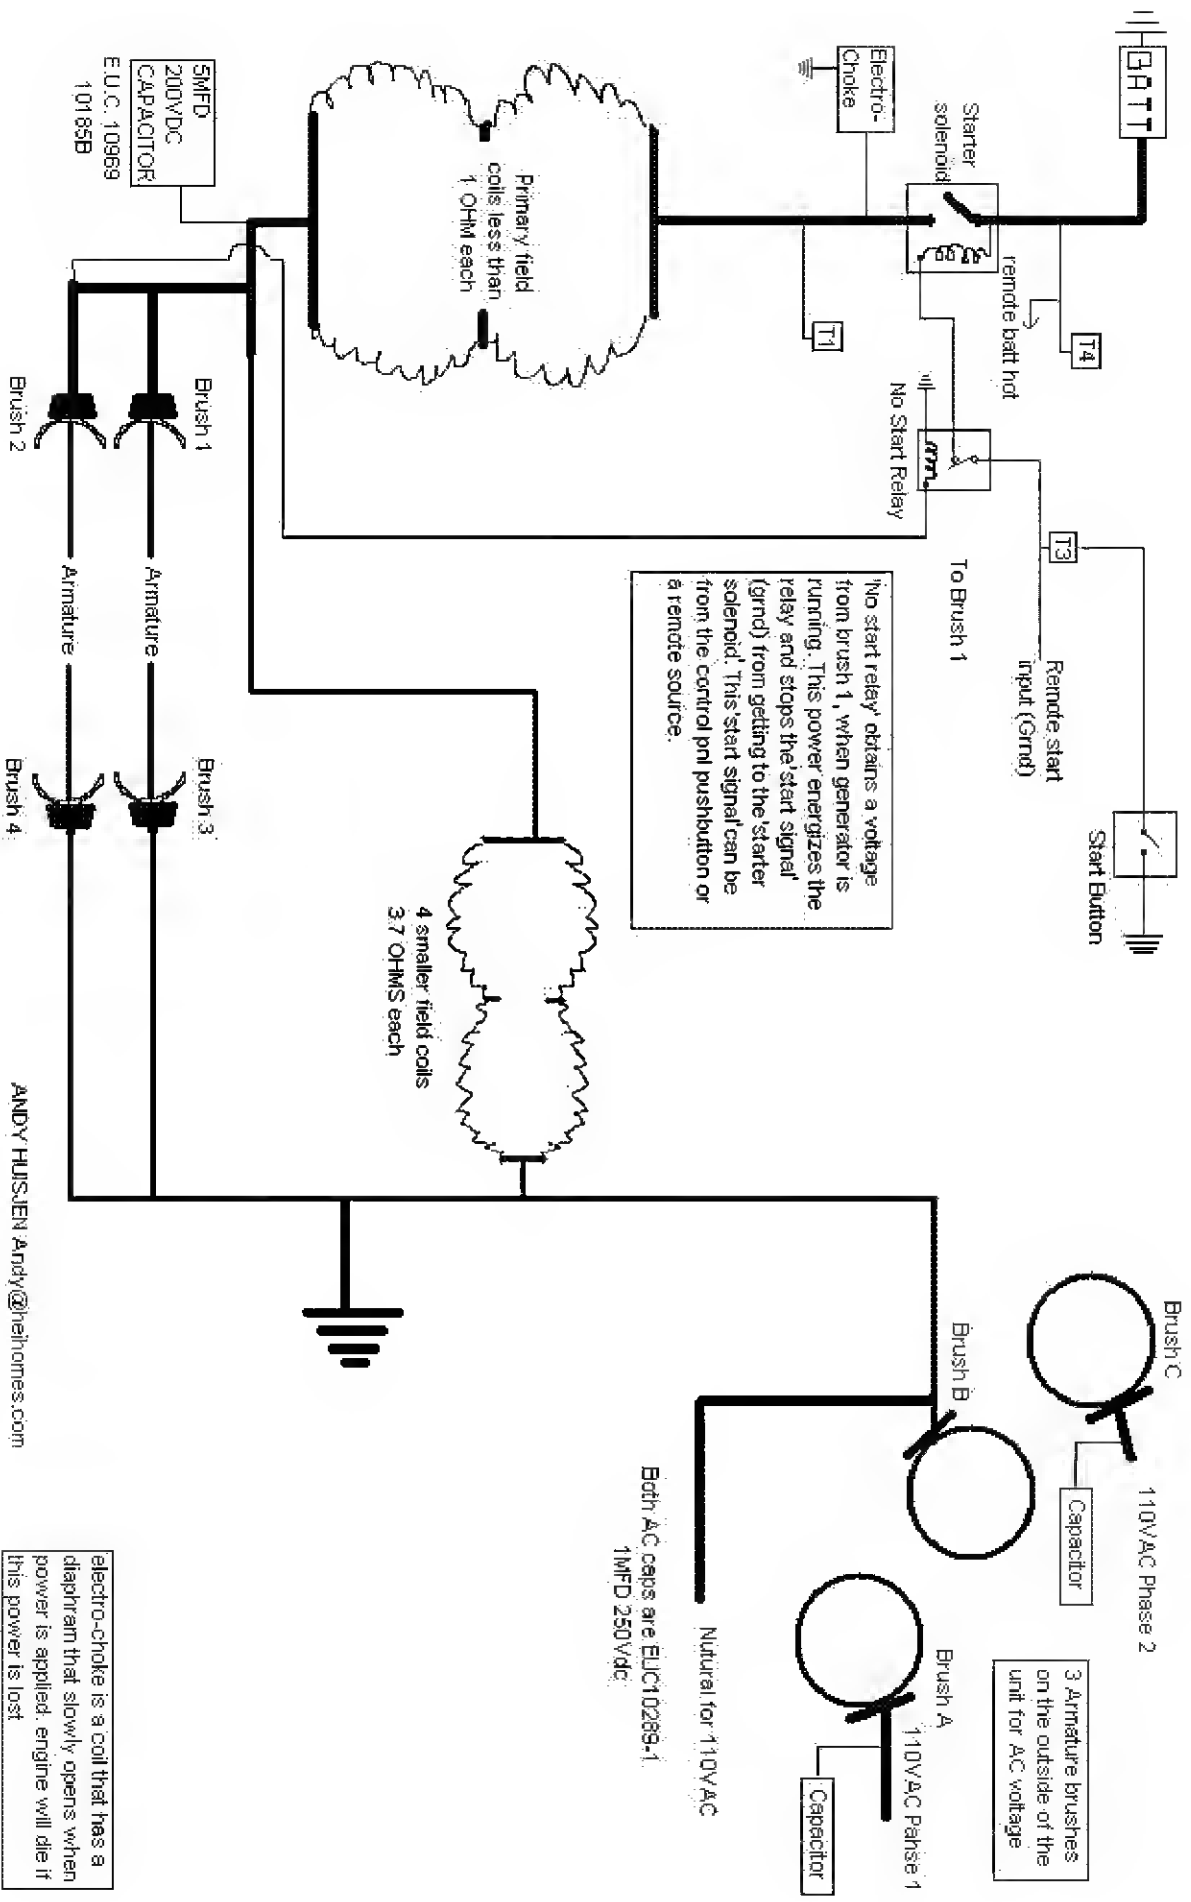 BATT
Starter
solenoid
remote batt hot
T4
Electro-
Choke
T1
T3
Remote start
input (Grnd)
Start Button
No Start Relay
To Brush 1
'No start relay' obtains a voltage
from brush 1, when generator is
running. This power energizes the
relay and stops the 'start signal'
(grnd) from getting to the 'starter
solenoid'. This 'start signal' can be
from the control pnl pushbutton or
a remote source.
Primary field
coils less than
1 OHM each
5MFD
200VDC
CAPACITOR
E.U.C. 10969
10185B
Brush 1
Brush 2
Armature
Armature
Brush 3
Brush 4
4 smaller field coils
3.7 OHMS each
Brush C
110VAC Phase 2
Capacitor
Brush B
Brush A
110VAC Pahse 1
Capacitor
Nutural for 110VAC
Both AC caps are EUC10289-1
1MFD 250Vdc
3 Armature brushes
on the outside of the
unit for AC voltage
ANDY HUISJEN Andy@heihomes.com
electro-choke is a coil that has a
diaphram that slowly opens when
power is applied. engine will die if
this power is lost